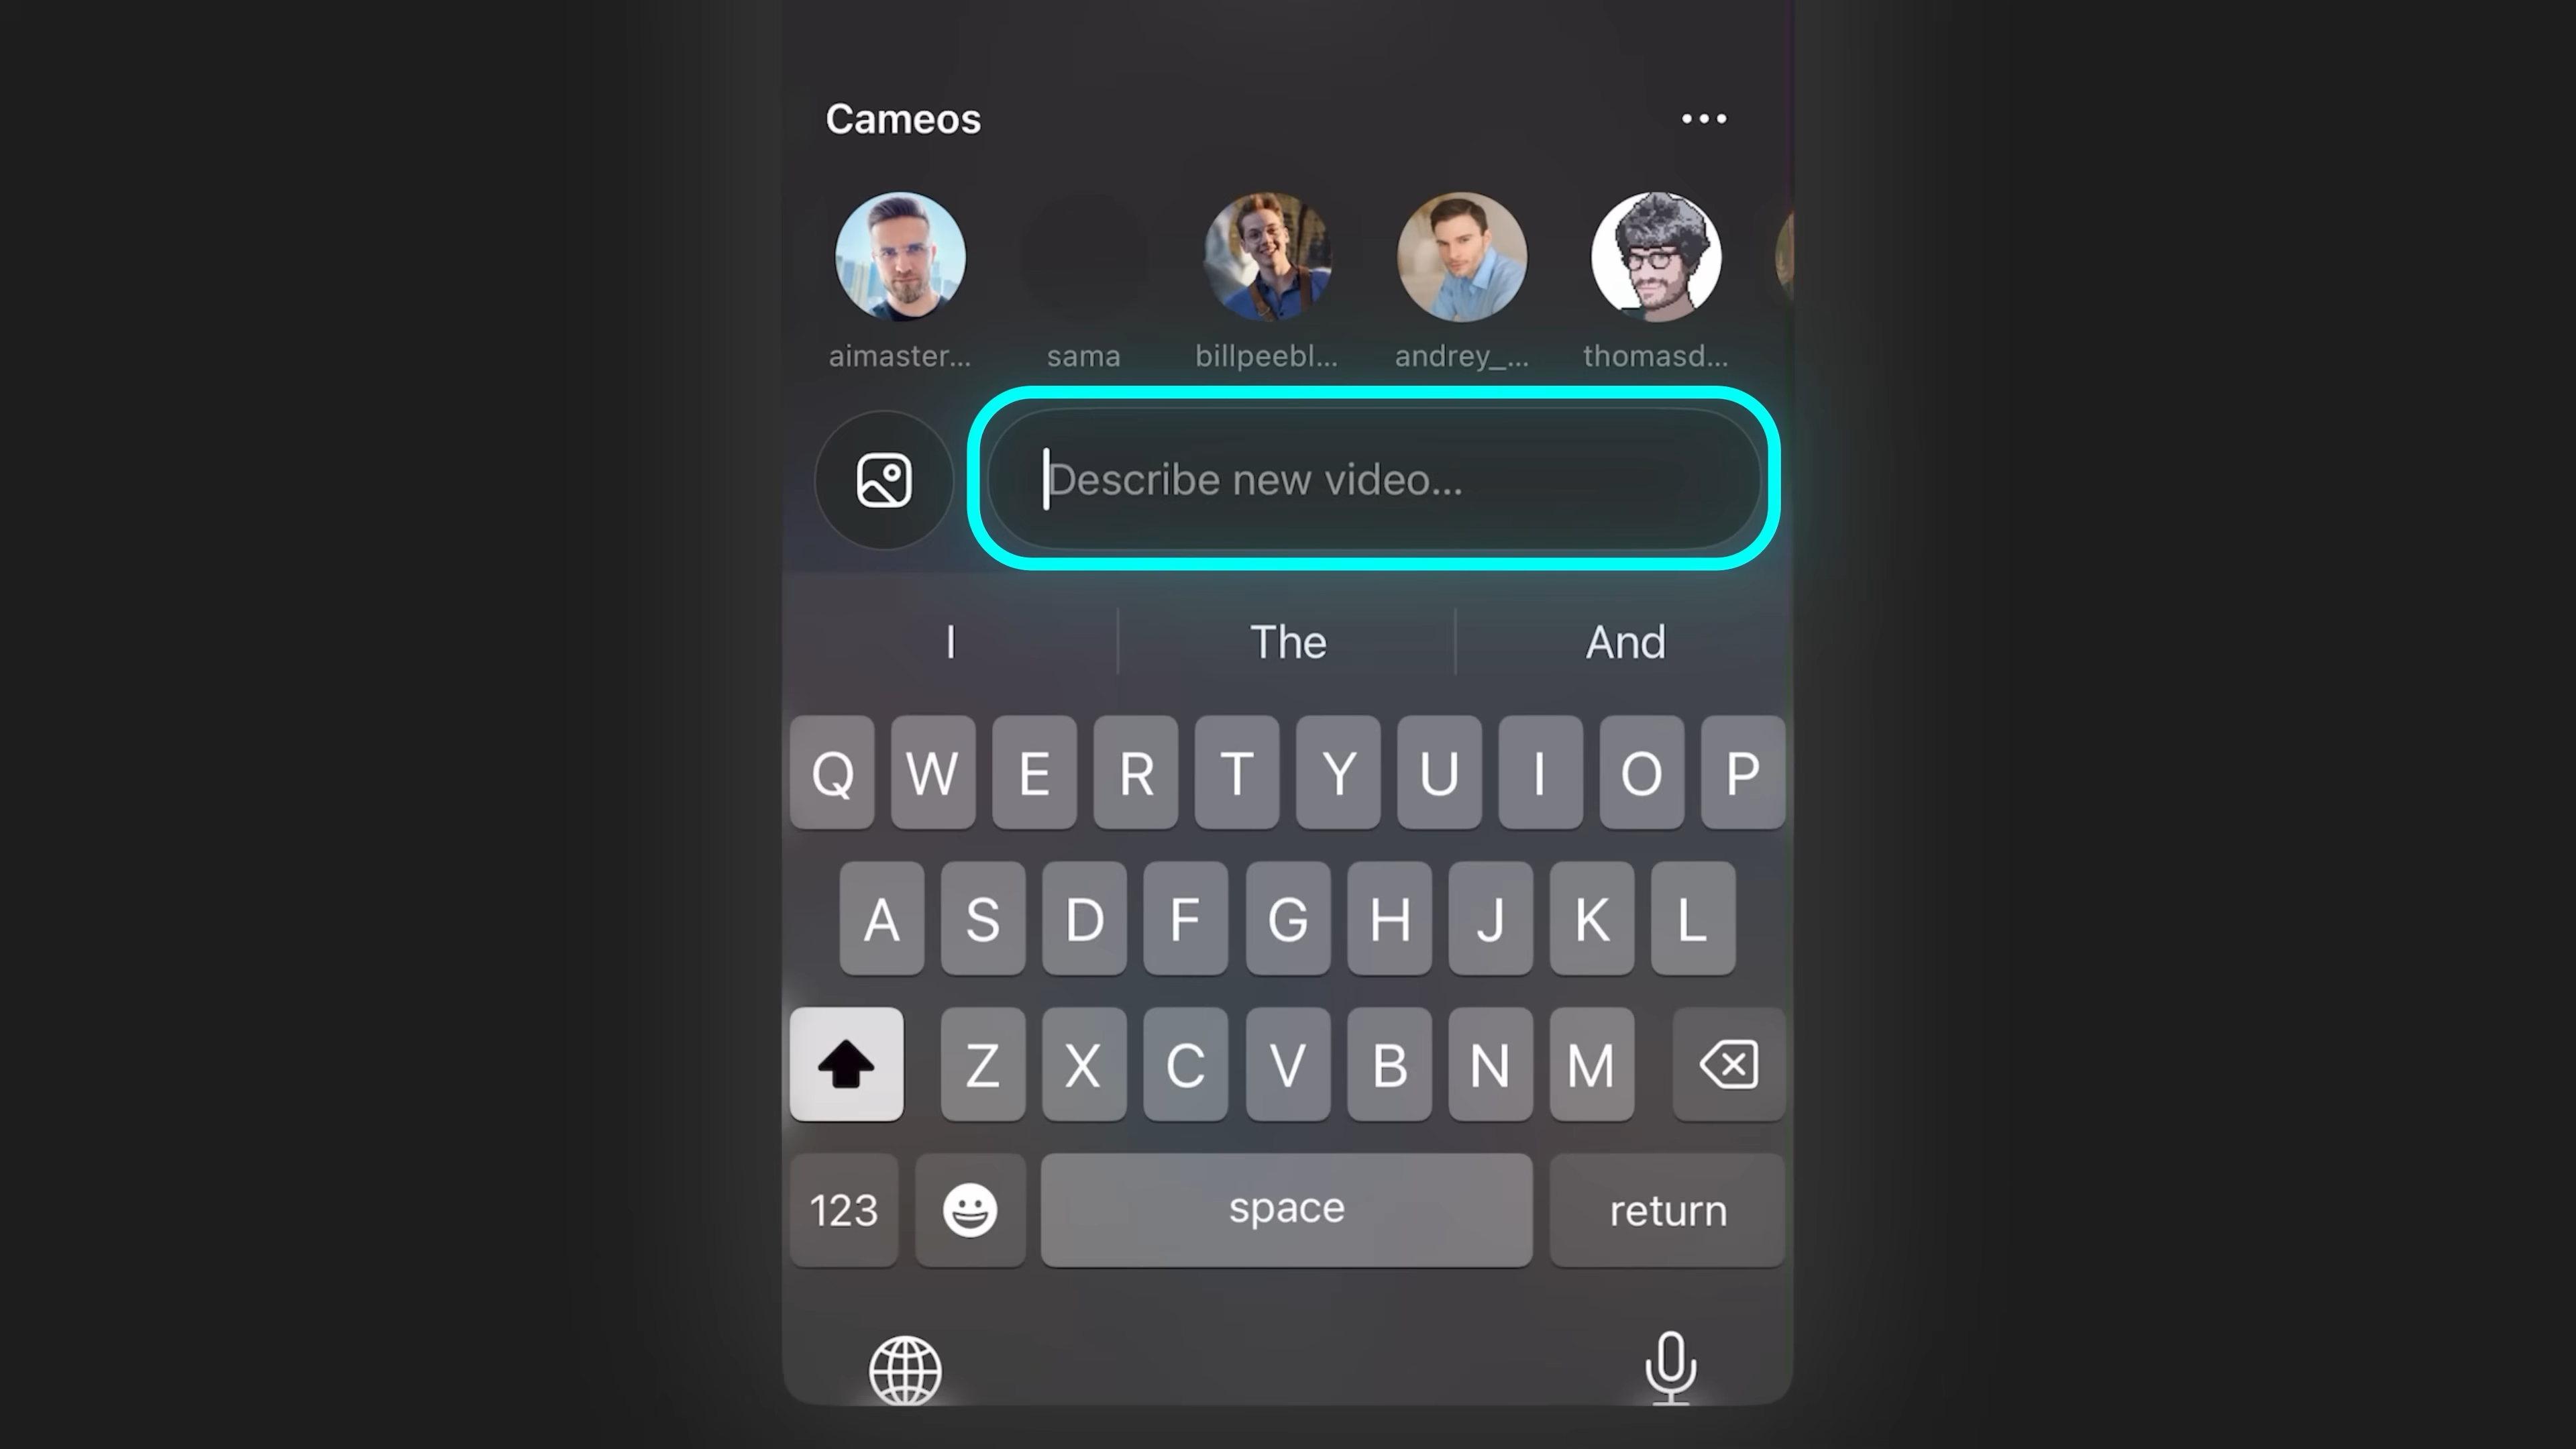 Cameos
aimaster... sama billpeebl... andrey_... thomasd...
Describe new video...
I The And
Q W E R T Y U I O P
A S D F G H J K L
Z X C V B N M
123 space return